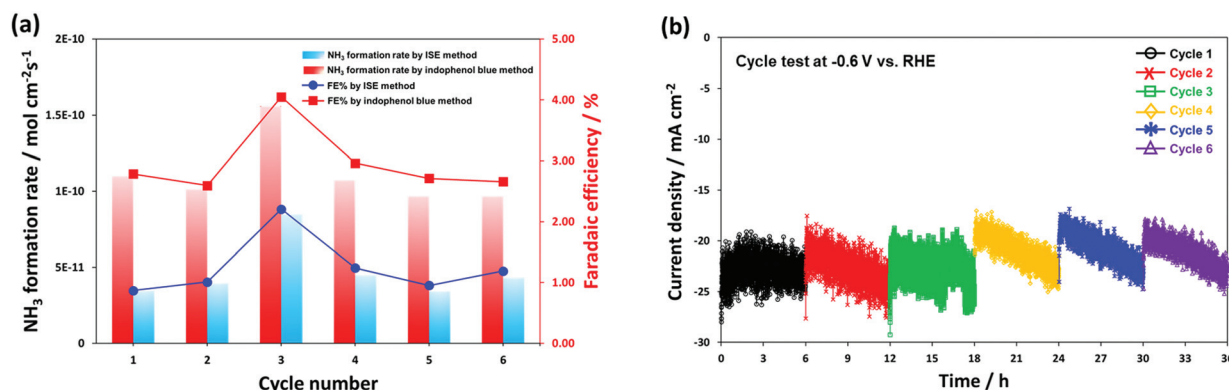 (a)
NH₃ formation rate / mol cm⁻²s⁻¹
2E-10
1.5E-10
1E-10
5E-11
0
NH₃ formation rate by ISE method
NH₃ formation rate by indophenol blue method
FE% by ISE method
FE% by indophenol blue method
5.00
4.00
3.00
2.00
1.00
0.00
Faradaic efficiency / %
1 2 3 4 5 6
Cycle number
(b)
Current density / mA cm⁻²
0
-5
-10
-15
-20
-25
-30
Cycle test at -0.6 V vs. RHE
Cycle 1
Cycle 2
Cycle 3
Cycle 4
Cycle 5
Cycle 6
0 3 6 9 12 15 18 21 24 27 30 33 36
Time / h